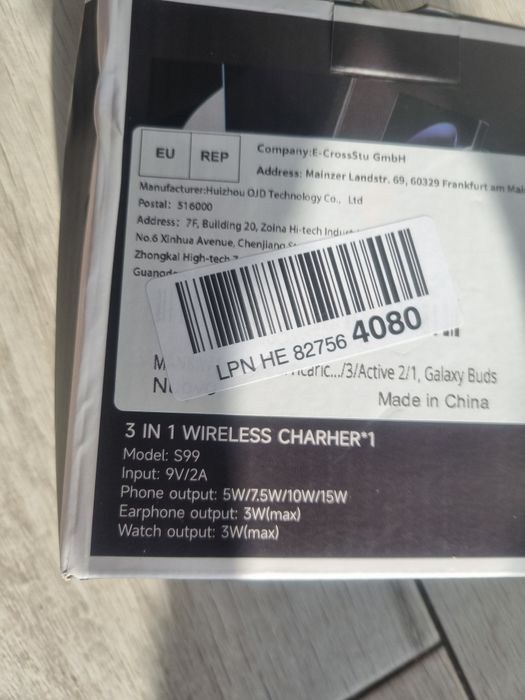 EU REP
Company:E-CrossStu GmbH
Address: Mainzer Landstr. 69, 60329 Frankfurt am
Manufacturer:Huizhou OJD Technology Co., Ltd
Postal: 516000
Address: 7F, Building 20, Zoina Hi-tech
No.6 Xinhua Avenue, Chenjiang
Zhongkai High-tech
LPN HE 82756 4080
/3/Active 2/1, Galaxy Buds
Made in China
3 IN 1 WIRELESS CHARHER*1
Model: S99
Input: 9V/2A
Phone output: 5W/7.5W/10W/15W
Earphone output: 3W(max)
Watch output: 3W(max)